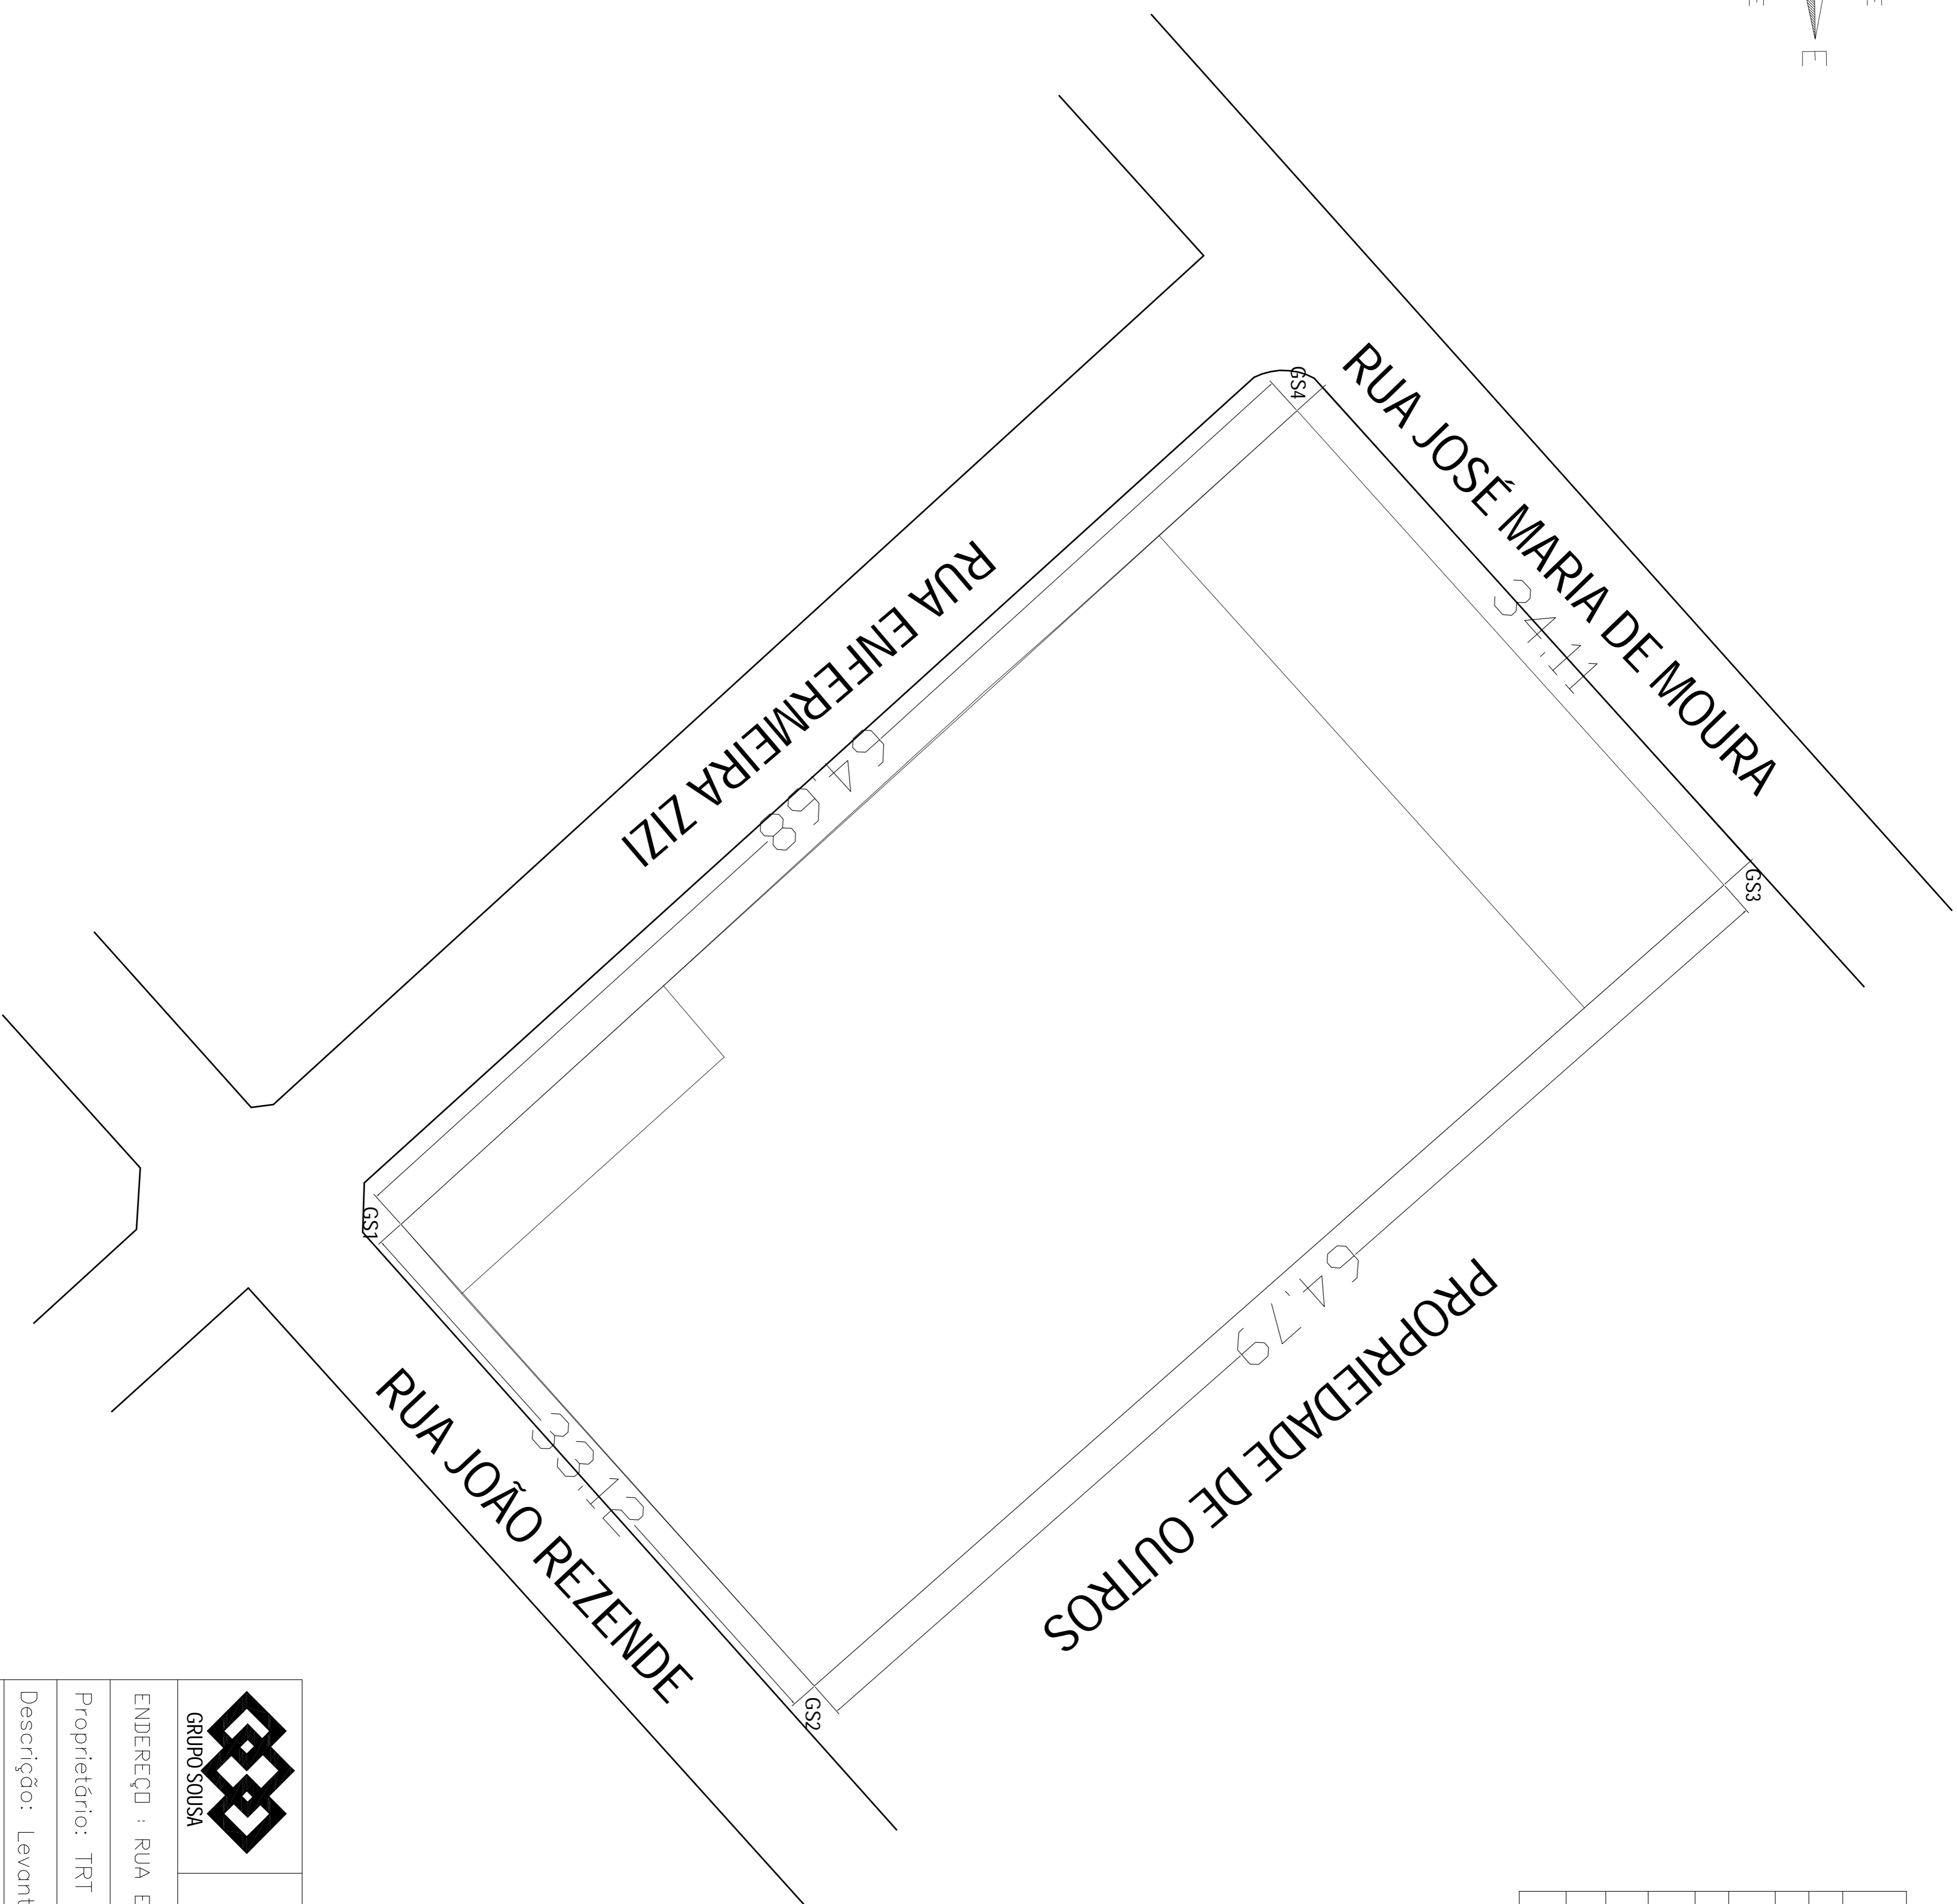 E
RUA JOSÉ MARIA DE MOURA
34.11
GS4
GS3
RUA ENFERMEIRA ZIZI
64.68
GS1
64.79
PROPRIEDADE DE OUTROS
33.12
RUA JOÃO REZENDE
GS2
GRUPO SOUSA
ENDEREÇO : RUA E
Proprietário: TRT
Descrição: Levant